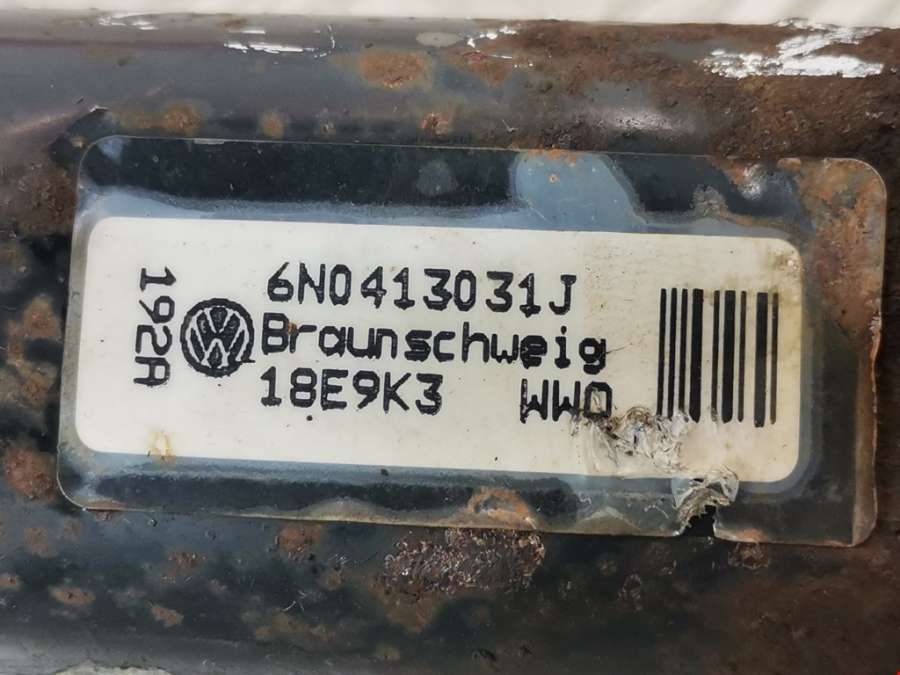 192A
6N0413031J
Braunschweig
18E9K3 WWO